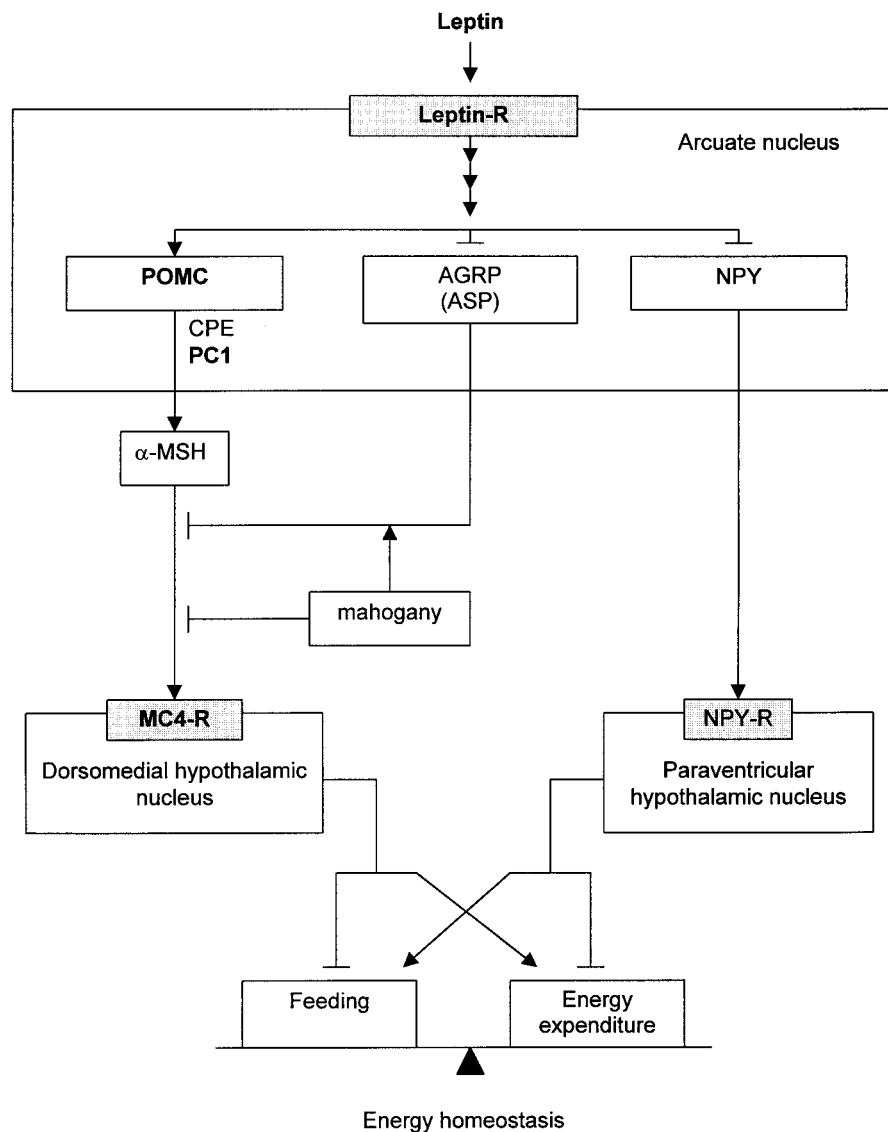 Leptin
Leptin-R
Arcuate nucleus
POMC
AGRP
(ASP)
NPY
CPE
PC1
α-MSH
mahogany
MC4-R
NPY-R
Dorsomedial hypothalamic
nucleus
Paraventricular
hypothalamic nucleus
Feeding
Energy
expenditure
Energy homeostasis